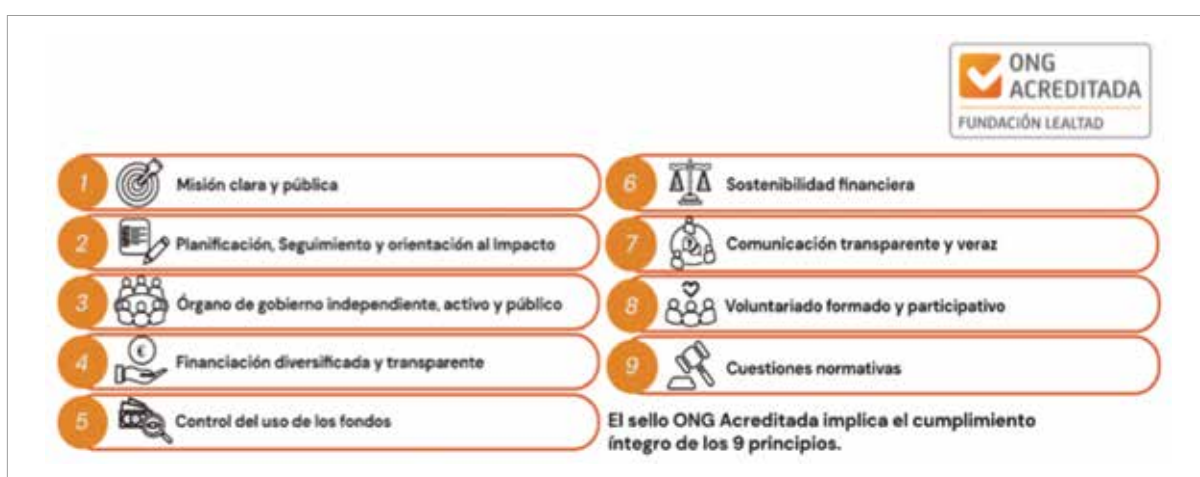 ONG
ACREDITADA
FUNDACIÓN LEALTAD
1 Misión clara y pública
2 Planificación, Seguimiento y orientación al Impacto
3 Órgano de gobierno independiente, activo y público
4 Financiación diversificada y transparente
5 Control del uso de los fondos
6 Sostenibilidad financiera
7 Comunicación transparente y veraz
8 Voluntariado formado y participativo
9 Cuestiones normativas
El sello ONG Acreditada implica el cumplimiento
íntegro de los 9 principios.